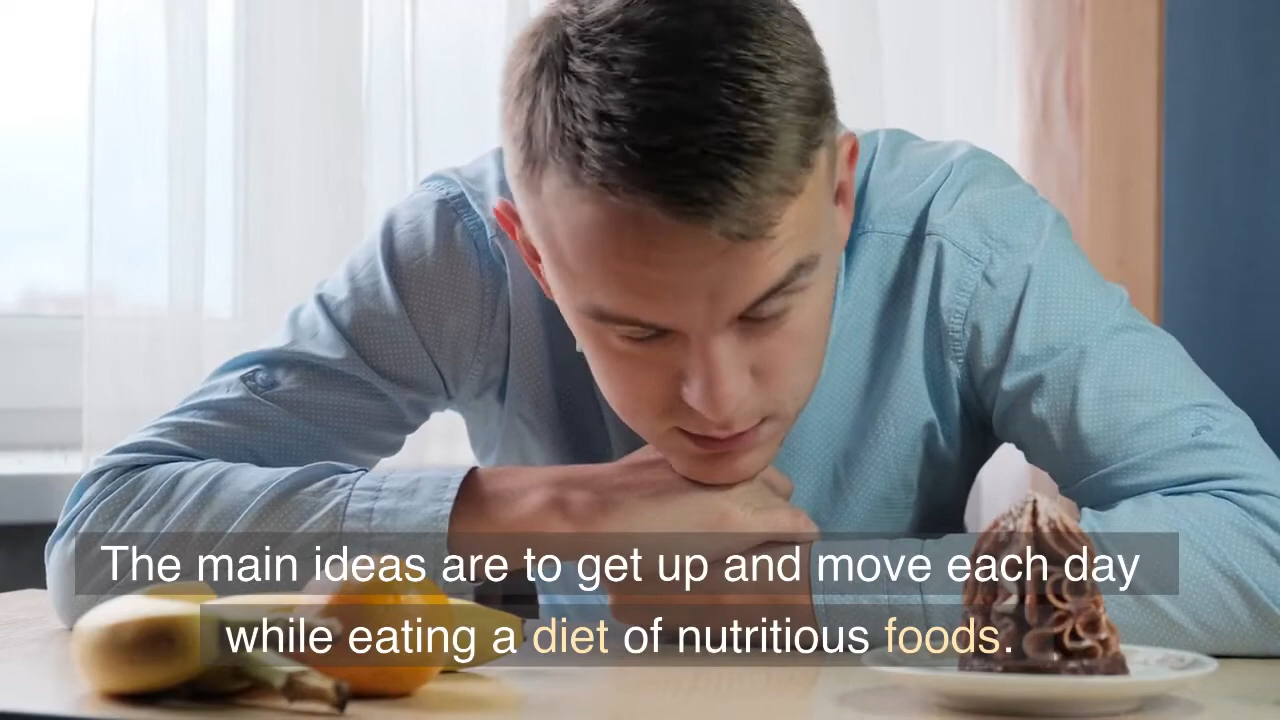 The main ideas are to get up and move each day
while eating a diet of nutritious foods.